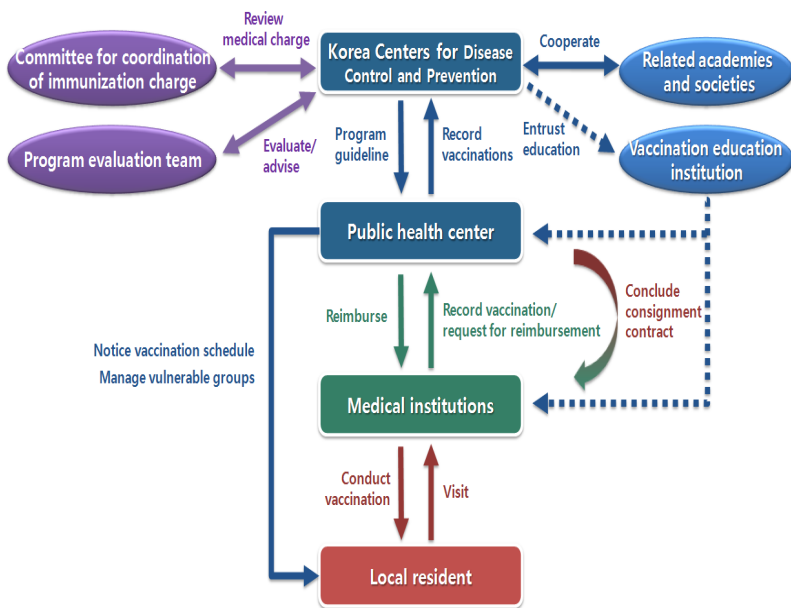 Review
medical charge
Committee for coordination
of immunization charge
Korea Centers for Disease
Control and Prevention
Cooperate
Related academies
and societies
Program evaluation team
Evaluate/
advise
Program
guideline
Record
vaccinations
Entrust
education
Vaccination education
institution
Public health center
Reimburse
Record vaccination/
request for reimbursement
Conclude
consignment
contract
Notice vaccination schedule
Manage vulnerable groups
Medical institutions
Conduct
vaccination
Visit
Local resident